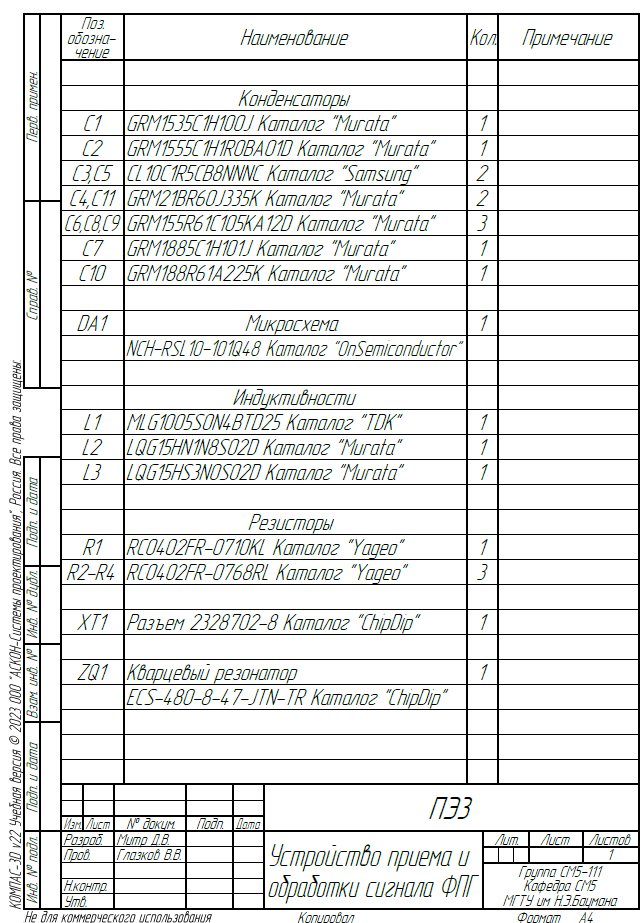 Поз. обозна-чение Наименование Кол. Примечание
Конденсаторы
C1 GRM1535C1H100J Каталог "Murata" 1
C2 GRM1555C1H1R0BA01D Каталог "Murata" 1
C3,C5 CL10C1R5CB8NNNC Каталог "Samsung" 2
C4,C11 GRM21BR60J335K Каталог "Murata" 2
C6,C8,C9 GRM155R61C105KA12D Каталог "Murata" 3
C7 GRM1885C1H101J Каталог "Murata" 1
C10 GRM188R61A225K Каталог "Murata" 1
DA1 Микросхема 1
NCH-RSL10-101Q48 Каталог "OnSemiconductor"
Индуктивности
L1 MLG1005S0N4BTD25 Каталог "TDK" 1
L2 LQG15HN1N8S02D Каталог "Murata" 1
L3 LQG15HS3N0S02D Каталог "Murata" 1
Резисторы
R1 RC0402FR-0710KL Каталог "Yageo" 1
R2-R4 RC0402FR-0768RL Каталог "Yageo" 3
XT1 Разъем 2328702-8 Каталог "ChipDip" 1
ZQ1 Кварцевый резонатор 1
ECS-480-8-47-JTN-TR Каталог "ChipDip"
Перв. примен.
Справ. №
Подп. и дата
Инв. № дубл.
Взам. инв. №
Подп. и дата
Инв. № подл.
КОМПАС-3D v22 Учебная версия © 2023 ООО "АСКОН-Системы проектирования", Россия. Все права защищены.
ПЭ3
Изм. Лист № докум. Подп. Дата
Разраб. Митр Д.В.
Пров. Глазков В.В.
Н.контр.
Утв.
Устройство приема и
обработки сигнала ФПГ
Лит. Лист Листов
1
Группа СМ5-111
Кафедра СМ5
МГТУ им Н.Э.Баумана
Не для коммерческого использования Копировал Формат A4